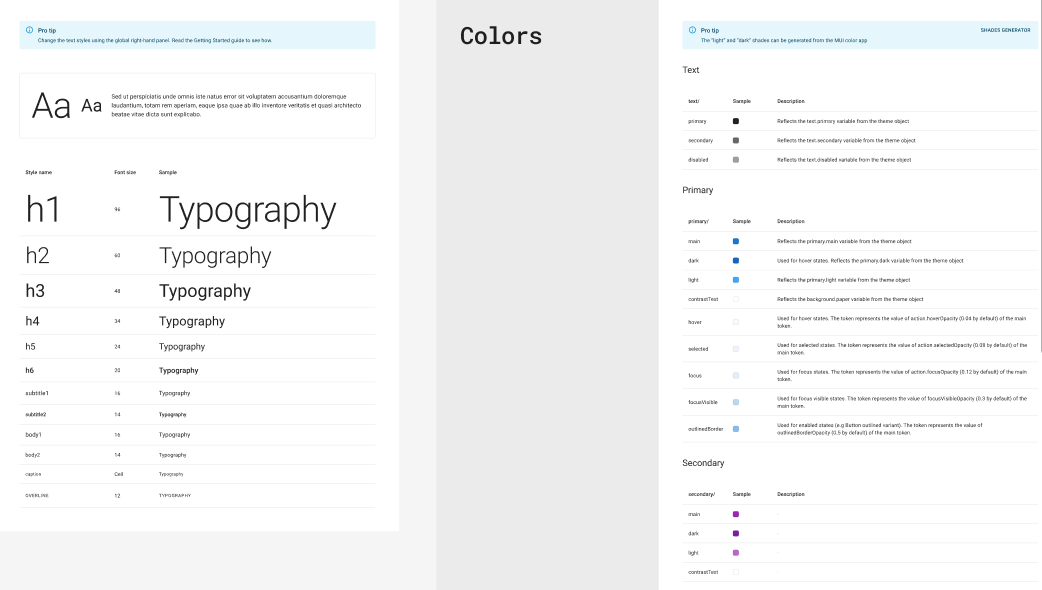 Pro tip
Change the text styles using the global right-hand panel. Read the Getting Started guide to see how.
Aa Aa
Sed ut perspiciatis unde omnis iste natus error sit voluptatem accusantium doloremque
laudantium, totam rem aperiam, eaque ipsa quae ab illo inventore veritatis et quasi architecto
beatae vitae dicta sunt explicabo.
Style name Font size Sample
h1 96 Typography
h2 60 Typography
h3 48 Typography
h4 34 Typography
h5 24 Typography
h6 20 Typography
subtitle1 16 Typography
subtitle2 14 Typography
body1 16 Typography
body2 14 Typography
caption Cell Typography
OVERLINE 12 TYPOGRAPHY
Colors
Pro tip
SHADES GENERATOR
The "light" and "dark" shades can be generated from the MUI color app
Text
text/ Sample Description
primary Reflects the text.primary variable from the theme object
secondary Reflects the text.secondary variable from the theme object
disabled Reflects the text.disabled variable from the theme object
Primary
primary/ Sample Description
main Reflects the primary.main variable from the theme object
dark Used for hover states. Reflects the primary.dark variable from the theme object
light Reflects the primary.light variable from the theme object
contrastText Reflects the background.paper variable from the theme object
hover Used for hover states. The token represents the value of action.hoverOpacity (0.04 by default) of the main
token.
selected Used for selected states. The token represents the value of action.selectedOpacity (0.08 by default) of the
main token.
focus Used for focus states. The token represents the value of action.focusOpacity (0.12 by default) of the main
token.
focusVisible Used for focus visible states. The token represents the value of focusVisibleOpacity (0.3 by default) of the
main token.
outlinedBorder Used for enabled states (e.g Button outlined variant). The token represents the value of
outlinedBorderOpacity (0.5 by default) of the main token.
Secondary
secondary/ Sample Description
main -
dark -
light -
contrastText